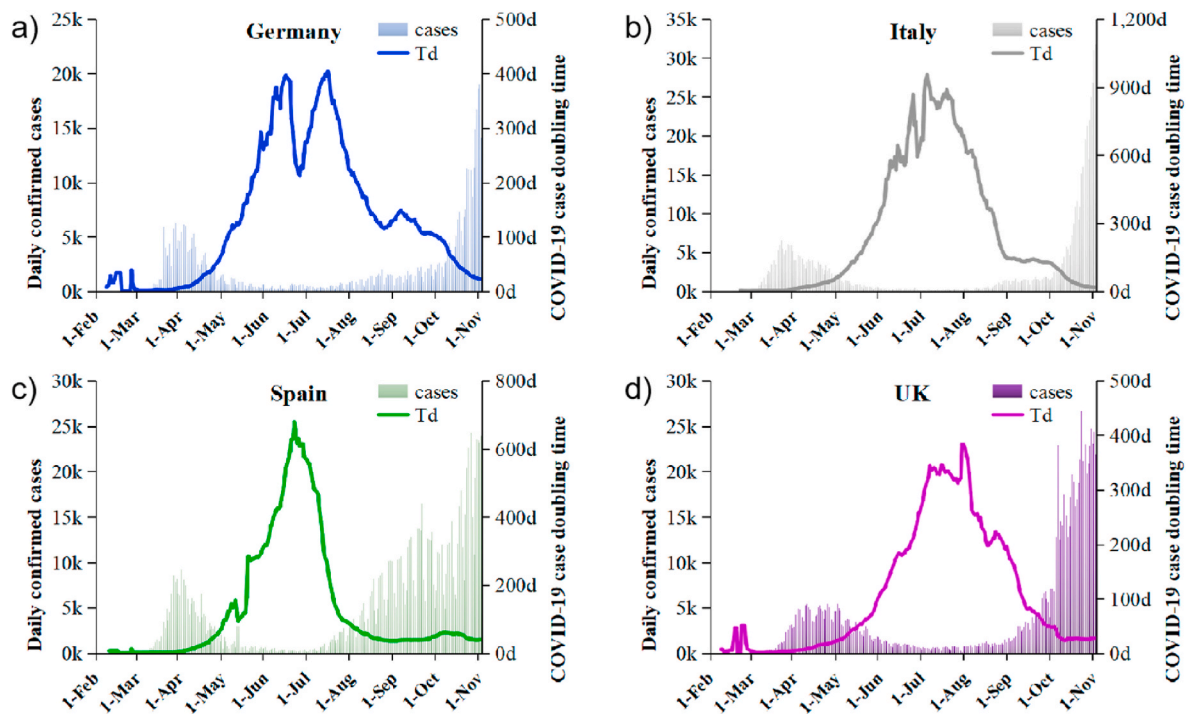 a)
Germany
cases
Td
Daily confirmed cases
25k
20k
15k
10k
5k
0k
COVID-19 case doubling time
500d
400d
300d
200d
100d
0d
1-Feb
1-Mar
1-Apr
1-May
1-Jun
1-Jul
1-Aug
1-Sep
1-Oct
1-Nov
b)
Italy
cases
Td
Daily confirmed cases
35k
30k
25k
20k
15k
10k
5k
0k
COVID-19 case doubling time
1,200d
900d
600d
300d
0d
1-Feb
1-Mar
1-Apr
1-May
1-Jun
1-Jul
1-Aug
1-Sep
1-Oct
1-Nov
c)
Spain
cases
Td
Daily confirmed cases
30k
25k
20k
15k
10k
5k
0k
COVID-19 case doubling time
800d
600d
400d
200d
0d
1-Feb
1-Mar
1-Apr
1-May
1-Jun
1-Jul
1-Aug
1-Sep
1-Oct
1-Nov
d)
UK
cases
Td
Daily confirmed cases
30k
25k
20k
15k
10k
5k
0k
COVID-19 case doubling time
500d
400d
300d
200d
100d
0d
1-Feb
1-Mar
1-Apr
1-May
1-Jun
1-Jul
1-Aug
1-Sep
1-Oct
1-Nov